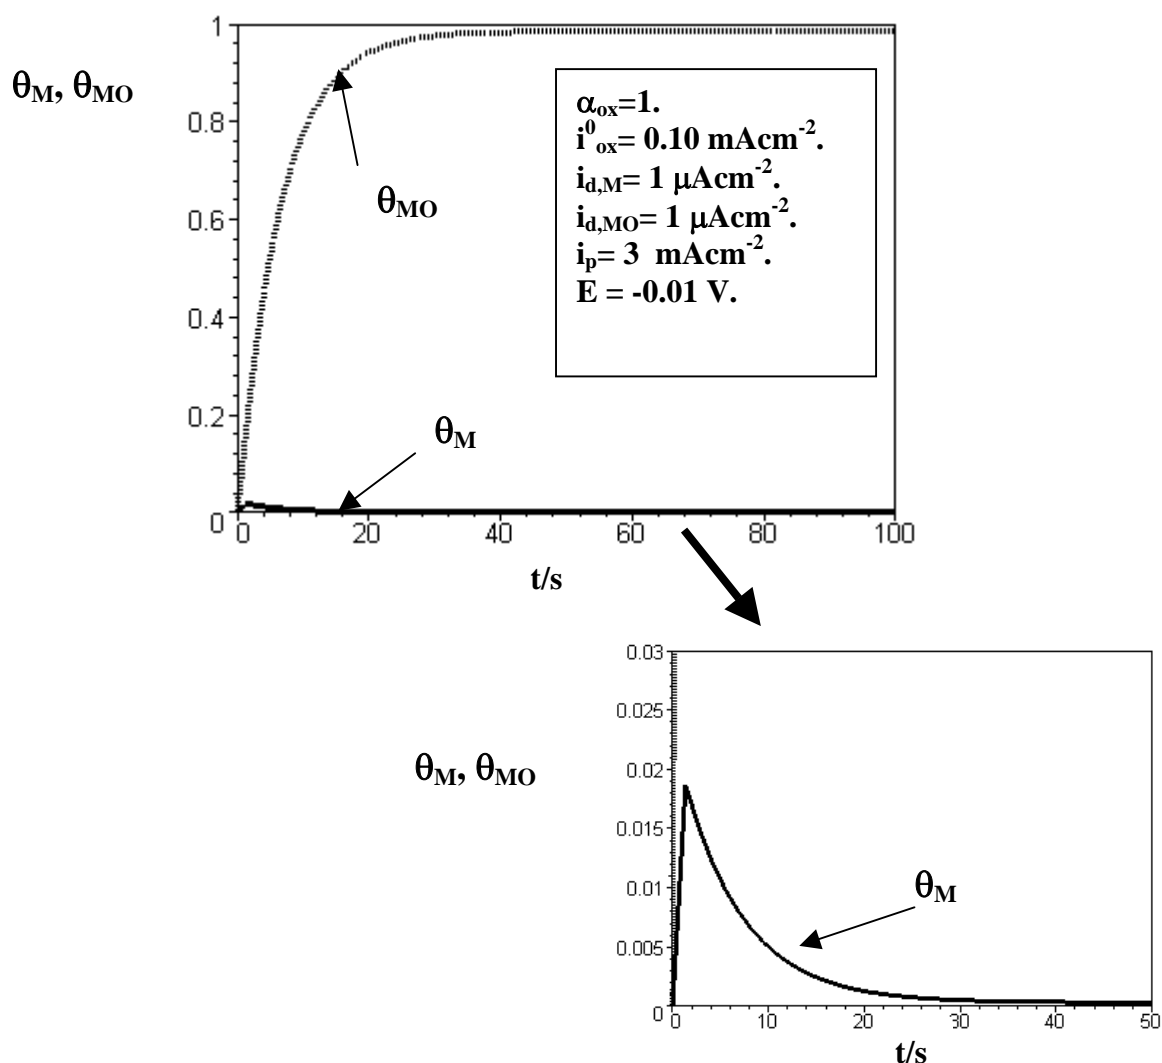 1
θM, θMO
0.8
0.6
0.4
0.2
0
θMO
θM
αox=1.
i⁰ox= 0.10 mAcm⁻².
id,M= 1 μAcm⁻².
id,MO= 1 μAcm⁻².
ip= 3 mAcm⁻².
E = -0.01 V.
0 20 40 60 80 100
t/s
0.03
0.025
0.02
0.015
0.01
0.005
0
θM, θMO
θM
0 10 20 30 40 50
t/s